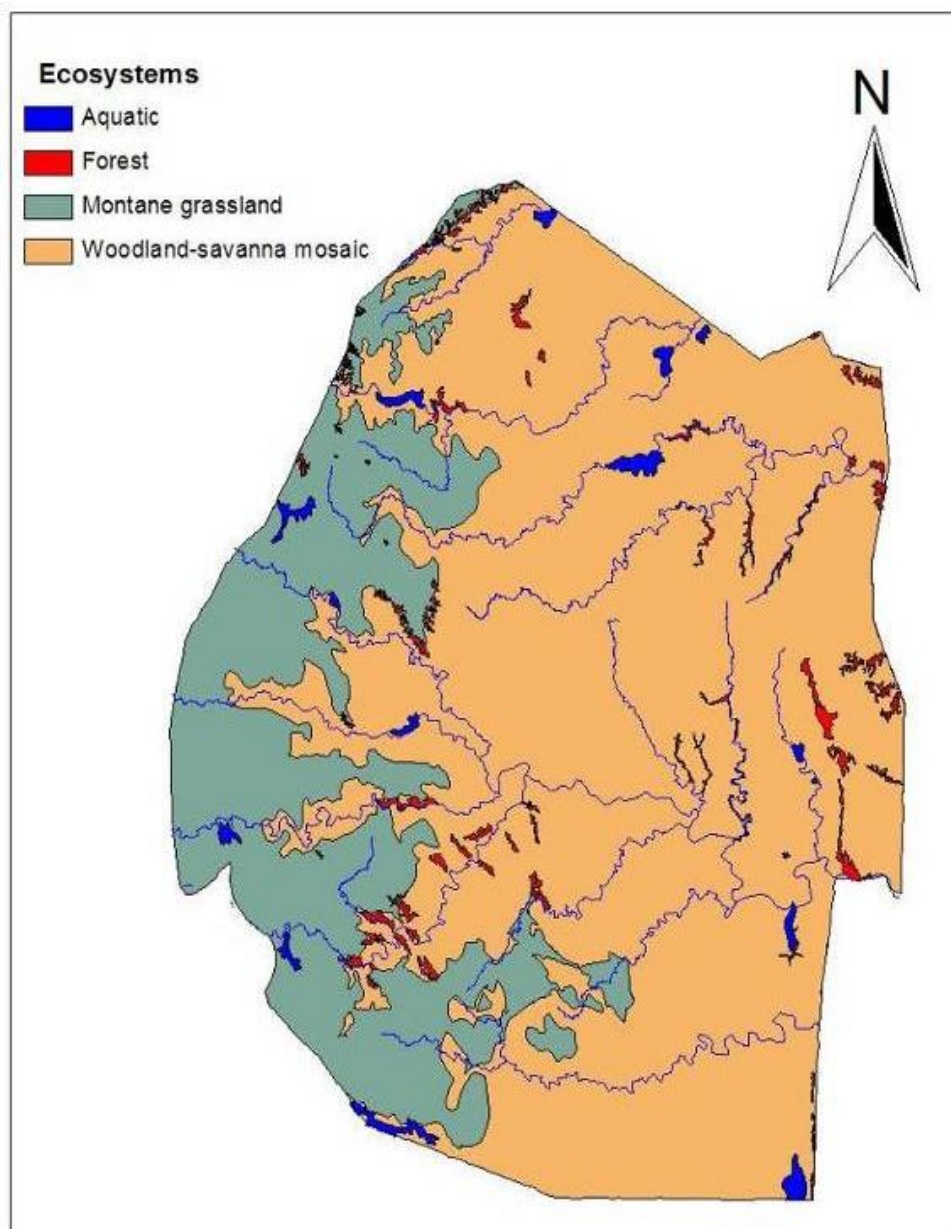 Ecosystems
Aquatic
Forest
Montane grassland
Woodland-savanna mosaic
N